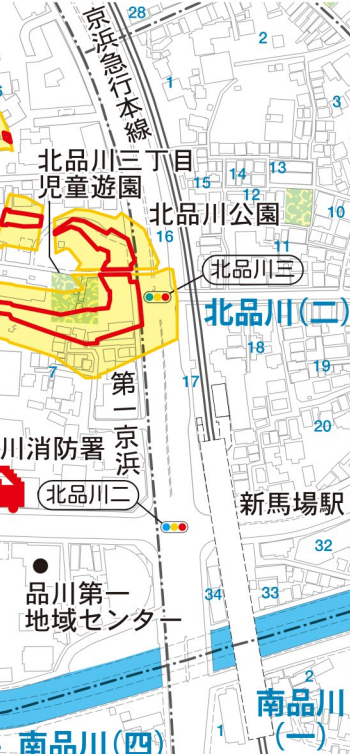 28
2
京浜急行本線
1
3
北品川三丁目
児童遊園
13
14
15
12
北品川公園
10
16
11
北品川三
北品川(二)
18
7
17
19
第一京浜
20
川消防署
北品川二
新馬場駅
32
品川第一
地域センター
34
33
2
南品川
(一)
1
南品川(四)